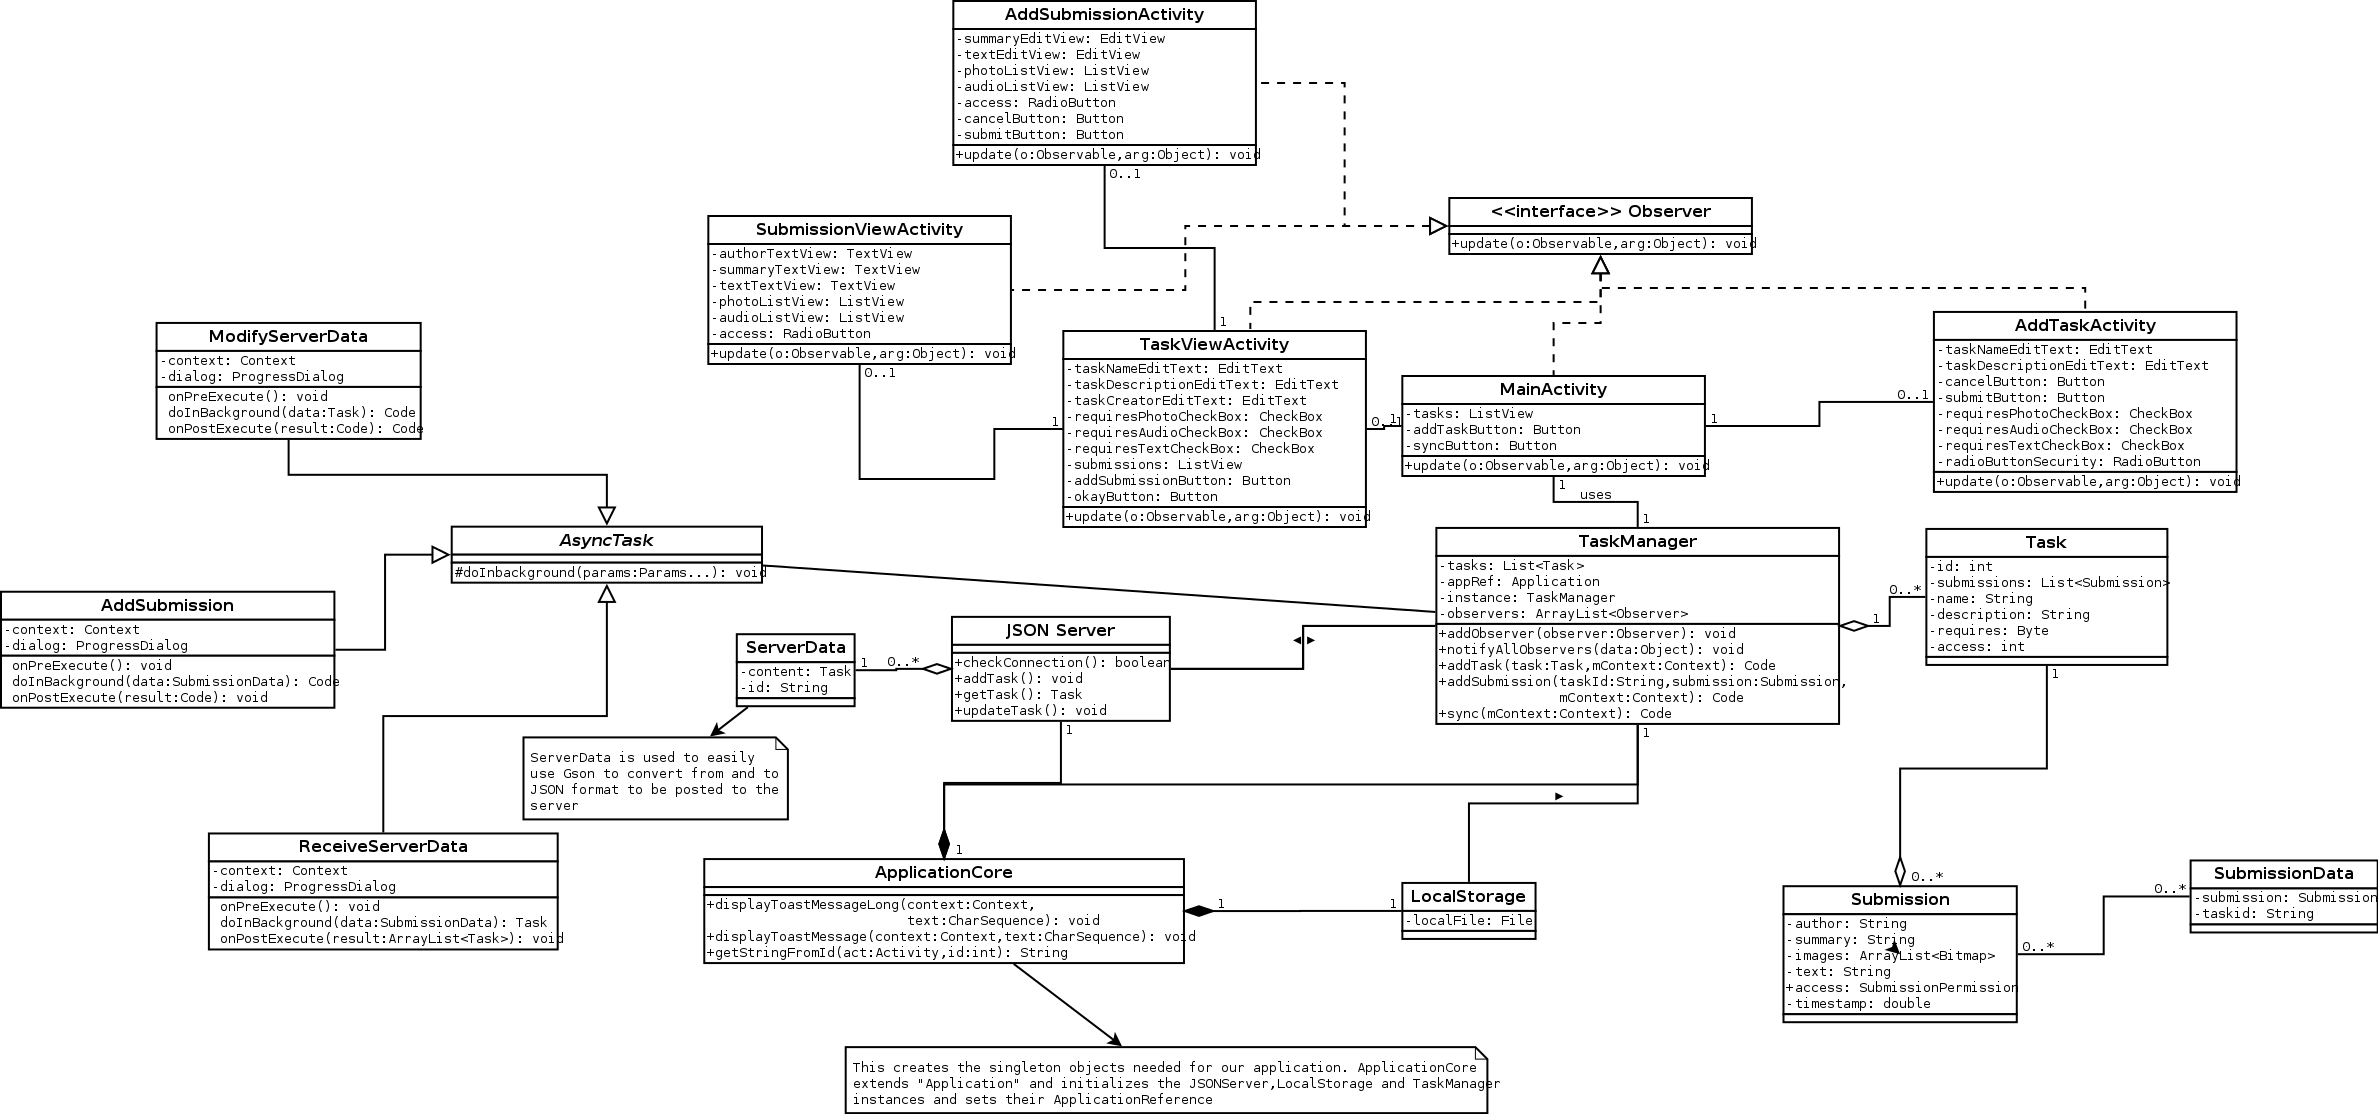 AddSubmissionActivity
-summaryEditView: EditView
-textEditView: EditView
-photoListView: ListView
-audioListView: ListView
-access: RadioButton
-cancelButton: Button
-submitButton: Button
+update(o:Observable,arg:Object): void
0..1
<<interface>> Observer
+update(o:Observable,arg:Object): void
SubmissionViewActivity
-authorTextView: TextView
-summaryTextView: TextView
-textTextView: TextView
-photoListView: ListView
-audioListView: ListView
-access: RadioButton
+update(o:Observable,arg:Object): void
0..1
1
1
TaskViewActivity
-taskNameEditText: EditText
-taskDescriptionEditText: EditText
-taskCreatorEditText: EditText
-requiresPhotoCheckBox: CheckBox
-requiresAudioCheckBox: CheckBox
-requiresTextCheckBox: CheckBox
-submissions: ListView
-addSubmissionButton: Button
-okayButton: Button
+update(o:Observable,arg:Object): void
0..1
1
MainActivity
-tasks: ListView
-addTaskButton: Button
-syncButton: Button
+update(o:Observable,arg:Object): void
1
0..1
AddTaskActivity
-taskNameEditText: EditText
-taskDescriptionEditText: EditText
-cancelButton: Button
-submitButton: Button
-requiresPhotoCheckBox: CheckBox
-requiresAudioCheckBox: CheckBox
-requiresTextCheckBox: CheckBox
-radioButtonSecurity: RadioButton
+update(o:Observable,arg:Object): void
1
uses
1
ModifyServerData
-context: Context
-dialog: ProgressDialog
onPreExecute(): void
doInBackground(data:Task): Code
onPostExecute(result:Code): Code
AsyncTask
#doInbackground(params:Params...): void
AddSubmission
-context: Context
-dialog: ProgressDialog
onPreExecute(): void
doInBackground(data:SubmissionData): Code
onPostExecute(result:Code): void
ServerData
-content: Task
-id: String
1
0..*
JSON Server
+checkConnection(): boolean
+addTask(): void
+getTask(): Task
+updateTask(): void
1
TaskManager
-tasks: List<Task>
-appRef: Application
-instance: TaskManager
-observers: ArrayList<Observer>
+addObserver(observer:Observer): void
+notifyAllObservers(data:Object): void
+addTask(task:Task,mContext:Context): Code
+addSubmission(taskId:String,submission:Submission,
mContext:Context): Code
+sync(mContext:Context): Code
1
1
0..*
Task
-id: int
-submissions: List<Submission>
-name: String
-description: String
-requires: Byte
-access: int
1
ServerData is used to easily
use Gson to convert from and to
JSON format to be posted to the
server
ReceiveServerData
-context: Context
-dialog: ProgressDialog
onPreExecute(): void
doInBackground(data:SubmissionData): Task
onPostExecute(result:ArrayList<Task>): void
1
ApplicationCore
+displayToastMessageLong(context:Context,
text:CharSequence): void
+displayToastMessage(context:Context,text:CharSequence): void
+getStringFromId(act:Activity,id:int): String
1
1
LocalStorage
-localFile: File
0..*
Submission
-author: String
-summary: String
-images: ArrayList<Bitmap>
-text: String
+access: SubmissionPermission
-timestamp: double
0..*
0..*
SubmissionData
-submission: Submission
-taskid: String
This creates the singleton objects needed for our application. ApplicationCore
extends "Application" and initializes the JSONServer,LocalStorage and TaskManager
instances and sets their ApplicationReference